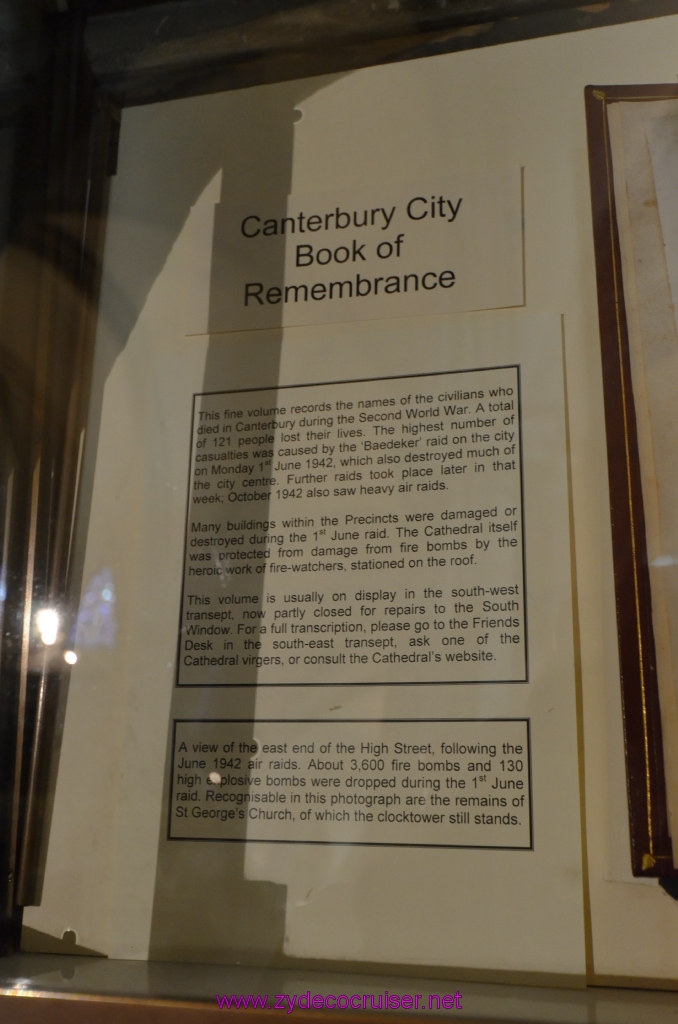 Canterbury City
Book of
Remembrance
This fine volume records the names of the civilians who
died in Canterbury during the Second World War. A total
of 121 people lost their lives. The highest number of
casualties was caused by the 'Baedeker' raid on the city
on Monday 1st June 1942, which also destroyed much of
the city centre. Further raids took place later in that
week; October 1942 also saw heavy air raids.
Many buildings within the Precincts were damaged or
destroyed during the 1st June raid. The Cathedral itself
was protected from damage from fire bombs by the
heroic work of fire-watchers, stationed on the roof.
This volume is usually on display in the south-west
transept, now partly closed for repairs to the South
Window. For a full transcription, please go to the Friends
Desk in the south-east transept, ask one of the
Cathedral virgers, or consult the Cathedral's website.
A view of the east end of the High Street, following the
June 1942 air raids. About 3,600 fire bombs and 130
high explosive bombs were dropped during the 1st June
raid. Recognisable in this photograph are the remains of
St George's Church, of which the clocktower still stands.
www.zydecocruiser.net